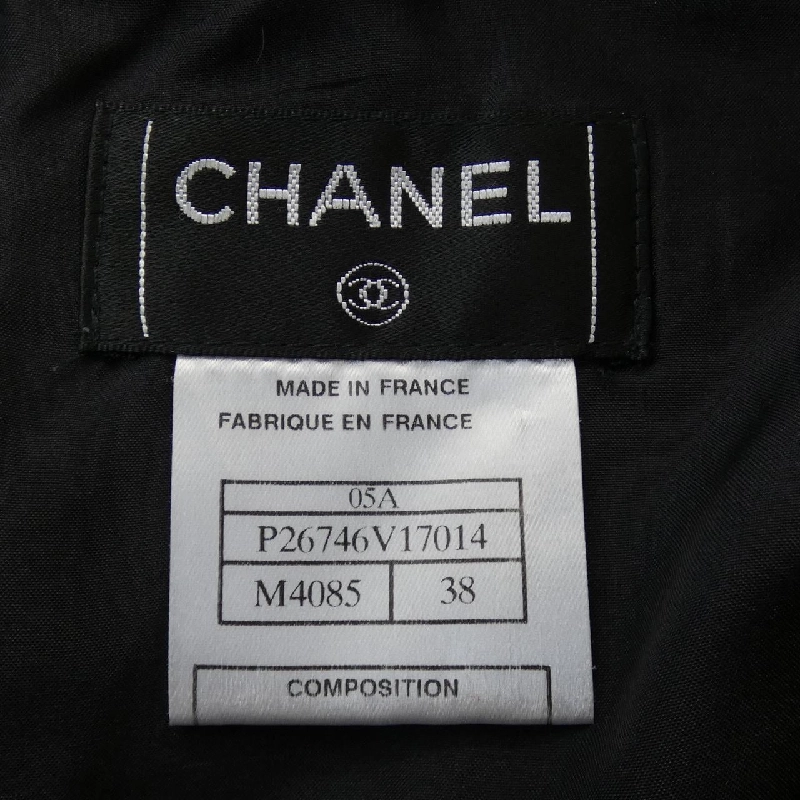 CHANEL
MADE IN FRANCE
FABRIQUE EN FRANCE
05A
P26746V17014
M4085 38
COMPOSITION